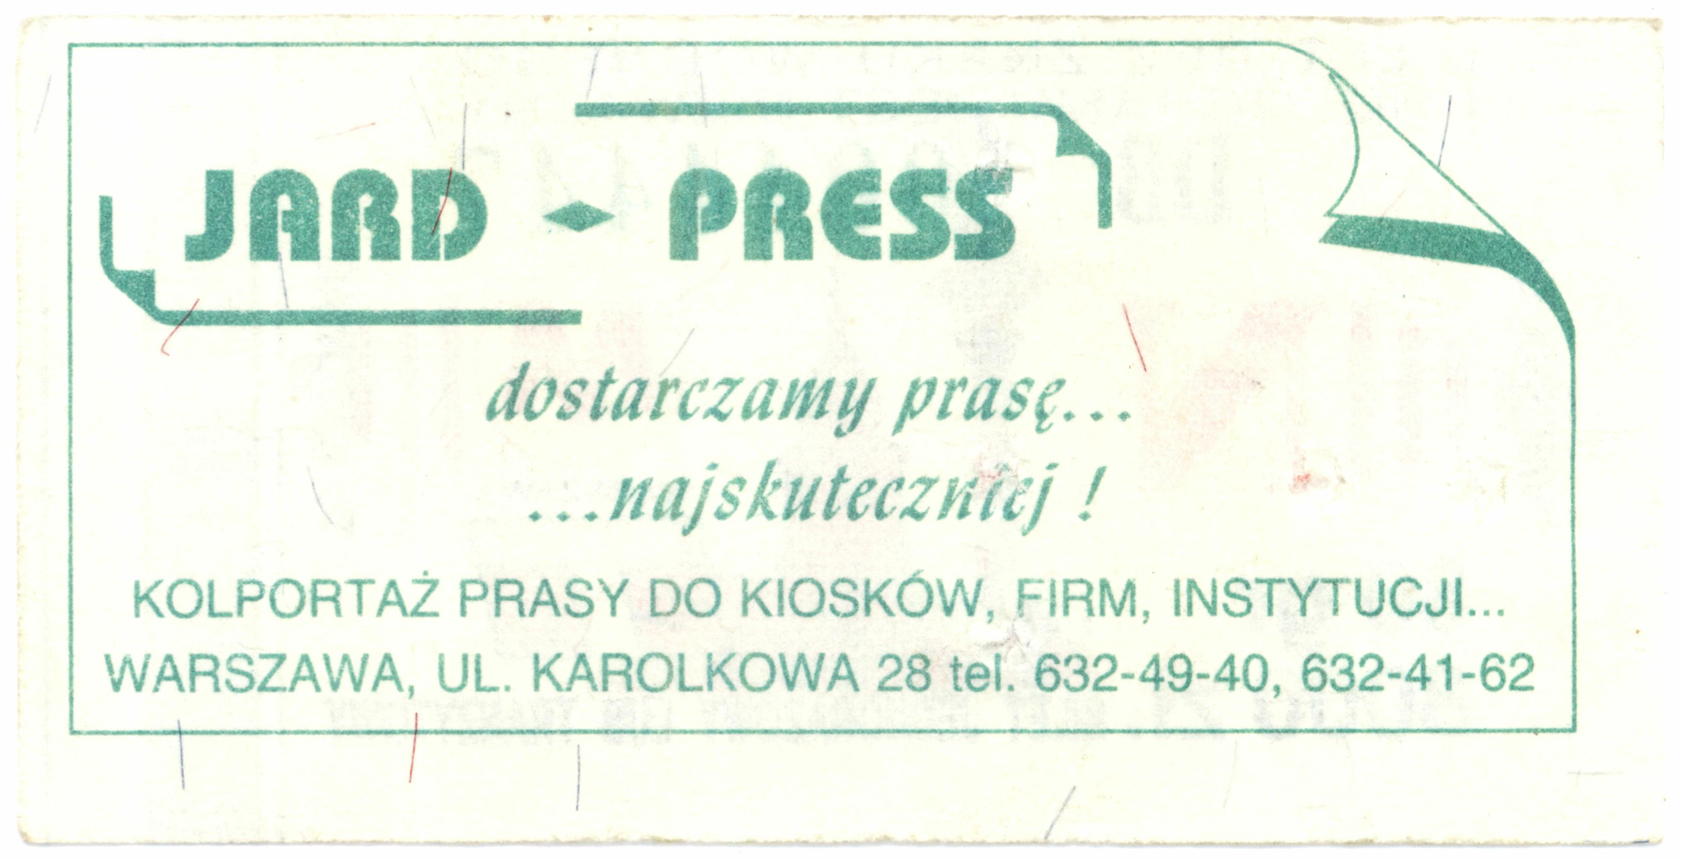 JARD - PRESS
dostarczamy prasę...
...najskuteczniej !
KOLPORTAŻ PRASY DO KIOSKÓW, FIRM, INSTYTUCJI...
WARSZAWA, UL. KAROLKOWA 28 tel. 632-49-40, 632-41-62